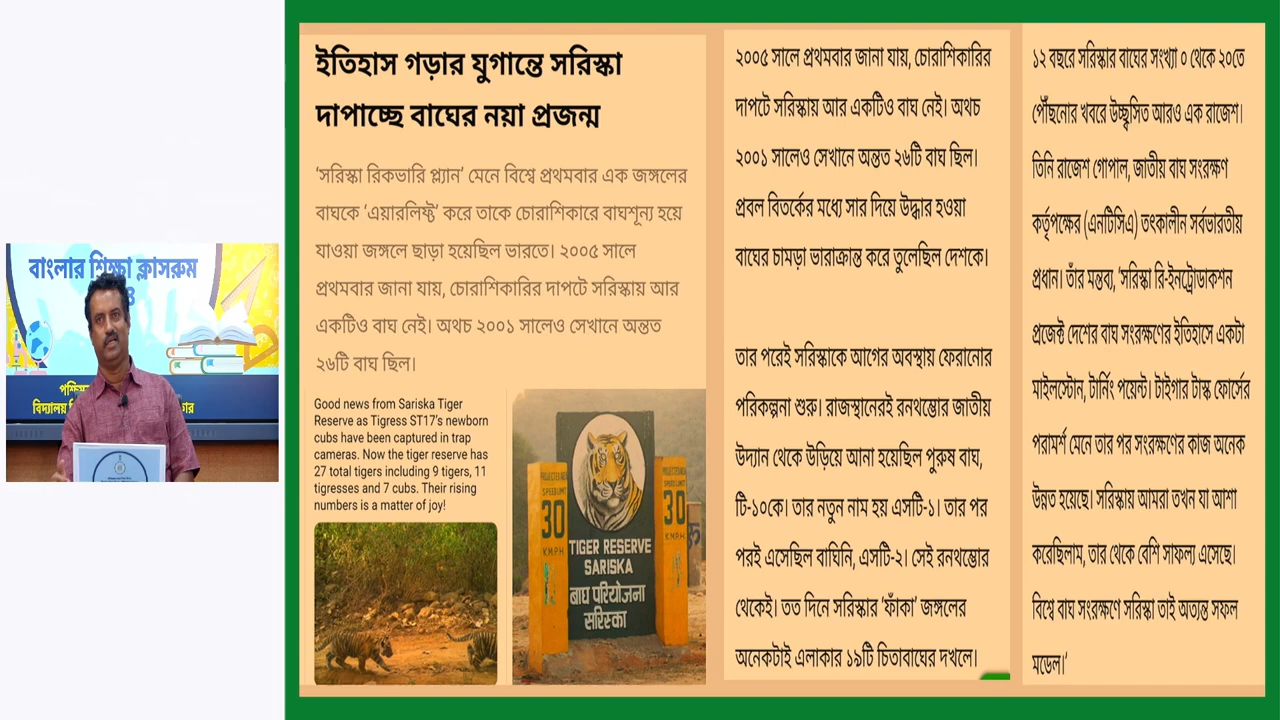 বাংলার শিক্ষা ক্লাসরুম
ইতিহাস গড়ার যুগান্তে সরিস্কা
দাপাচ্ছে বাঘের নয়া প্রজন্ম
‘সরিস্কা রিকভারি প্ল্যান’ মেনে বিশ্বে প্রথমবার এক জঙ্গলের
বাঘকে ‘এয়ারলিফ্ট’ করে তাকে চোরাশিকারে বাঘশূন্য হয়ে
যাওয়া জঙ্গলে ছাড়া হয়েছিল ভারতে। ২০০৫ সালে
প্রথমবার জানা যায়, চোরাশিকারির দাপটে সরিস্কায় আর
একটিও বাঘ নেই। অথচ ২০০১ সালেও সেখানে অন্তত
২৬টি বাঘ ছিল।
Good news from Sariska Tiger
Reserve as Tigress ST17's newborn
cubs have been captured in trap
cameras. Now the tiger reserve has
27 total tigers including 9 tigers, 11
tigresses and 7 cubs. Their rising
numbers is a matter of joy!
SPEED LIMIT
30
K.M.P.H
SPEED LIMIT
30
K.M.P.H
TIGER RESERVE
SARISKA
बाघ परियोजना
सरिस्का
২০০৫ সালে প্রথমবার জানা যায়, চোরাশিকারির
দাপটে সরিস্কায় আর একটিও বাঘ নেই। অথচ
২০০১ সালেও সেখানে অন্তত ২৬টি বাঘ ছিল।
প্রবল বিতর্কের মধ্যে সার দিয়ে উদ্ধার হওয়া
বাঘের চামড়া ভারাক্রান্ত করে তুলেছিল দেশকে।
তার পরেই সরিস্কাকে আগের অবস্থায় ফেরানোর
পরিকল্পনা শুরু। রাজস্থানেরই রনথম্ভোর জাতীয়
উদ্যান থেকে উড়িয়ে আনা হয়েছিল পুরুষ বাঘ,
টি-১০কে। তার নতুন নাম হয় এসটি-১। তার পর
পরই এসেছিল বাঘিনি, এসটি-২। সেই রনথম্ভোর
থেকেই। তত দিনে সরিস্কার ‘ফাঁকা’ জঙ্গলের
অনেকটাই এলাকার ১৯টি চিতাবাঘের দখলে।
১২ বছরে সরিস্কার বাঘের সংখ্যা ০ থেকে ২০তে
পৌঁছনোর খবরে উচ্ছ্বসিত আরও এক রাজেশ।
তিনি রাজেশ গোপাল, জাতীয় বাঘ সংরক্ষণ
কর্তৃপক্ষের (এনটিসিএ) তৎকালীন সর্বভারতীয়
প্রধান। তাঁর মন্তব্য, ‘সরিস্কা রি-ইনট্রোডাকশন
প্রজেক্ট দেশের বাঘ সংরক্ষণের ইতিহাসে একটা
মাইলস্টোন, টার্নিং পয়েন্ট। টাইগার টাস্ক ফোর্সের
পরামর্শ মেনে তার পর সংরক্ষণের কাজ অনেক
উন্নত হয়েছে। সরিস্কায় আমরা তখন যা আশা
করেছিলাম, তার থেকে বেশি সাফল্য এসেছে।
বিশ্বে বাঘ সংরক্ষণে সরিস্কা তাই অত্যন্ত সফল
মডেল।’